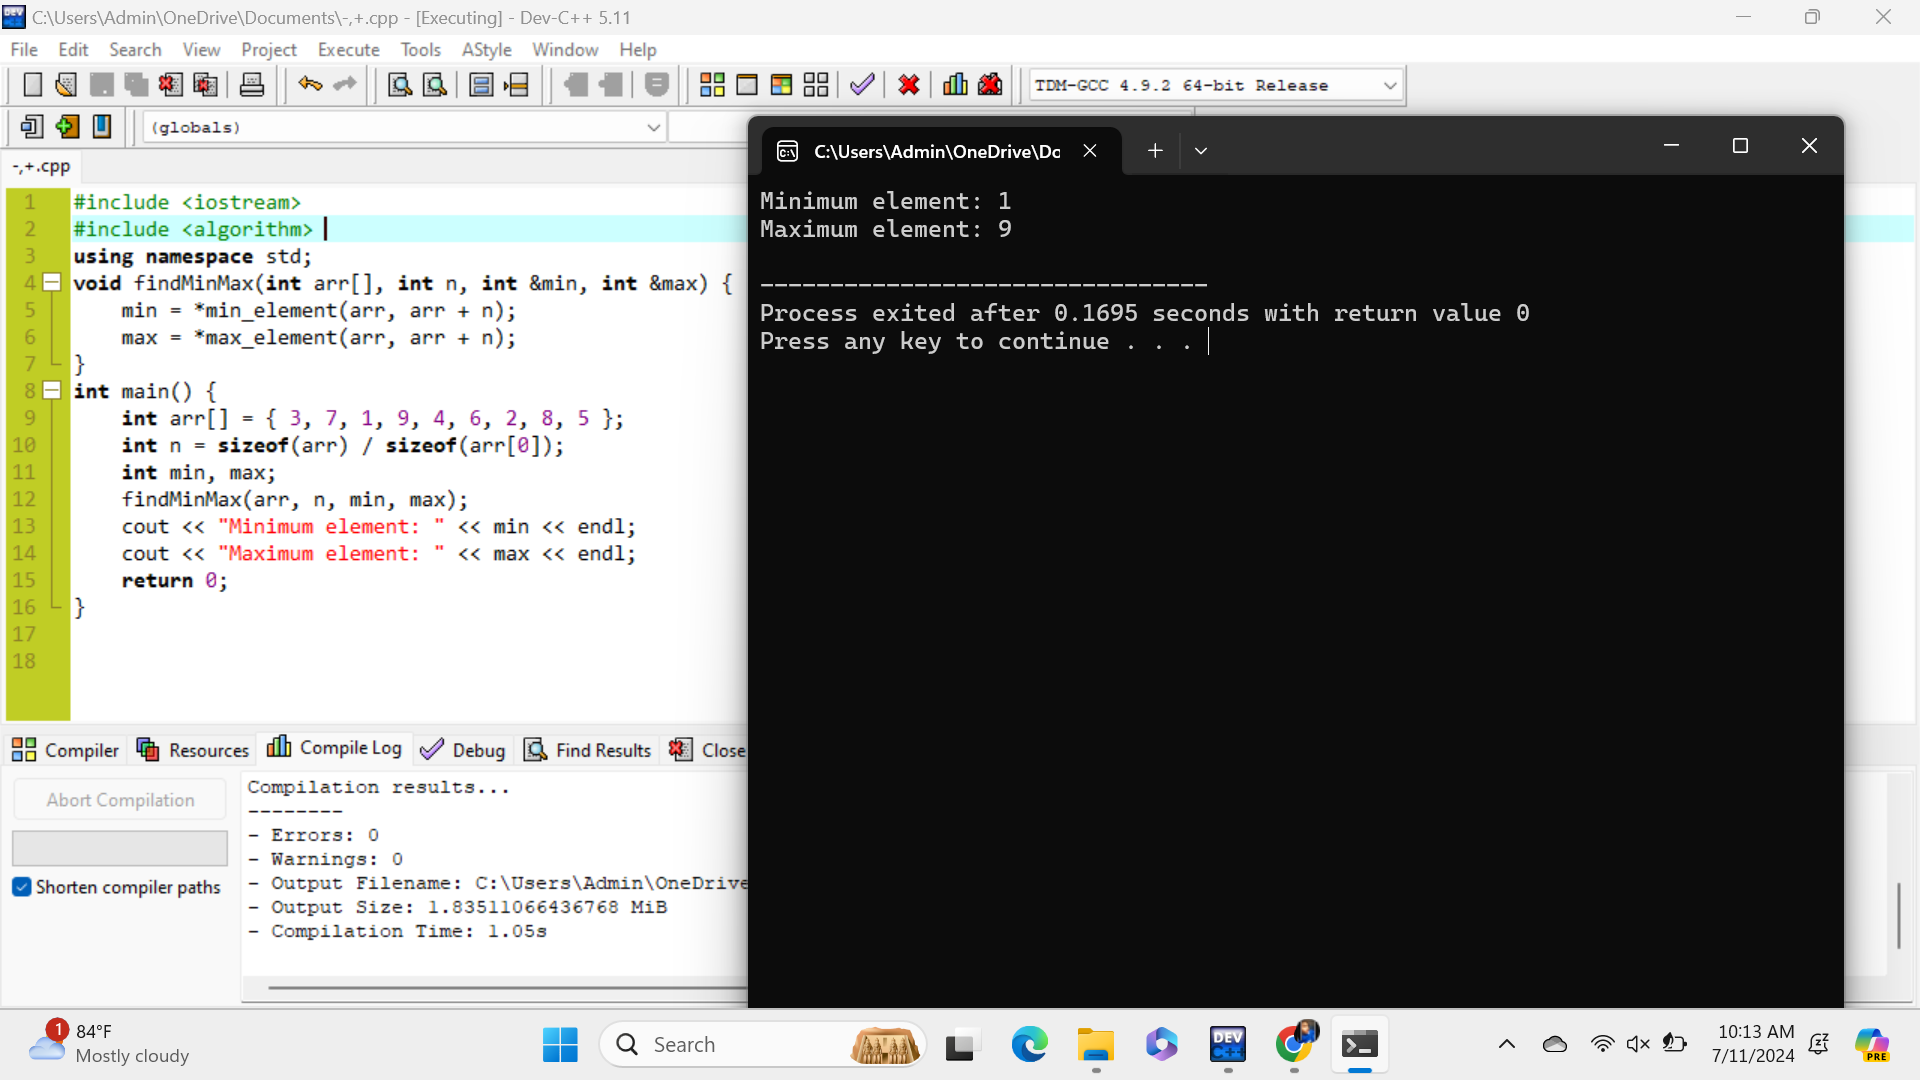 C:\Users\Admin\OneDrive\Documents\-,+.cpp - [Executing] - Dev-C++ 5.11
File Edit Search View Project Execute Tools AStyle Window Help
TDM-GCC 4.9.2 64-bit Release
(globals)
-,+.cpp
1 #include <iostream>
2 #include <algorithm>
3 using namespace std;
4 void findMinMax(int arr[], int n, int &min, int &max) {
5 min = *min_element(arr, arr + n);
6 max = *max_element(arr, arr + n);
7 }
8 int main() {
9 int arr[] = { 3, 7, 1, 9, 4, 6, 2, 8, 5 };
10 int n = sizeof(arr) / sizeof(arr[0]);
11 int min, max;
12 findMinMax(arr, n, min, max);
13 cout << "Minimum element: " << min << endl;
14 cout << "Maximum element: " << max << endl;
15 return 0;
16 }
17
18
C:\Users\Admin\OneDrive\Do
Minimum element: 1
Maximum element: 9
--------------------------------
Process exited after 0.1695 seconds with return value 0
Press any key to continue . . .
Compiler Resources Compile Log Debug Find Results Close
Abort Compilation
Shorten compiler paths
Compilation results...
--------
- Errors: 0
- Warnings: 0
- Output Filename: C:\Users\Admin\OneDrive
- Output Size: 1.83511066436768 MiB
- Compilation Time: 1.05s
1
84°F
Mostly cloudy
Search
DEV
C++
10:13 AM
7/11/2024
PRE